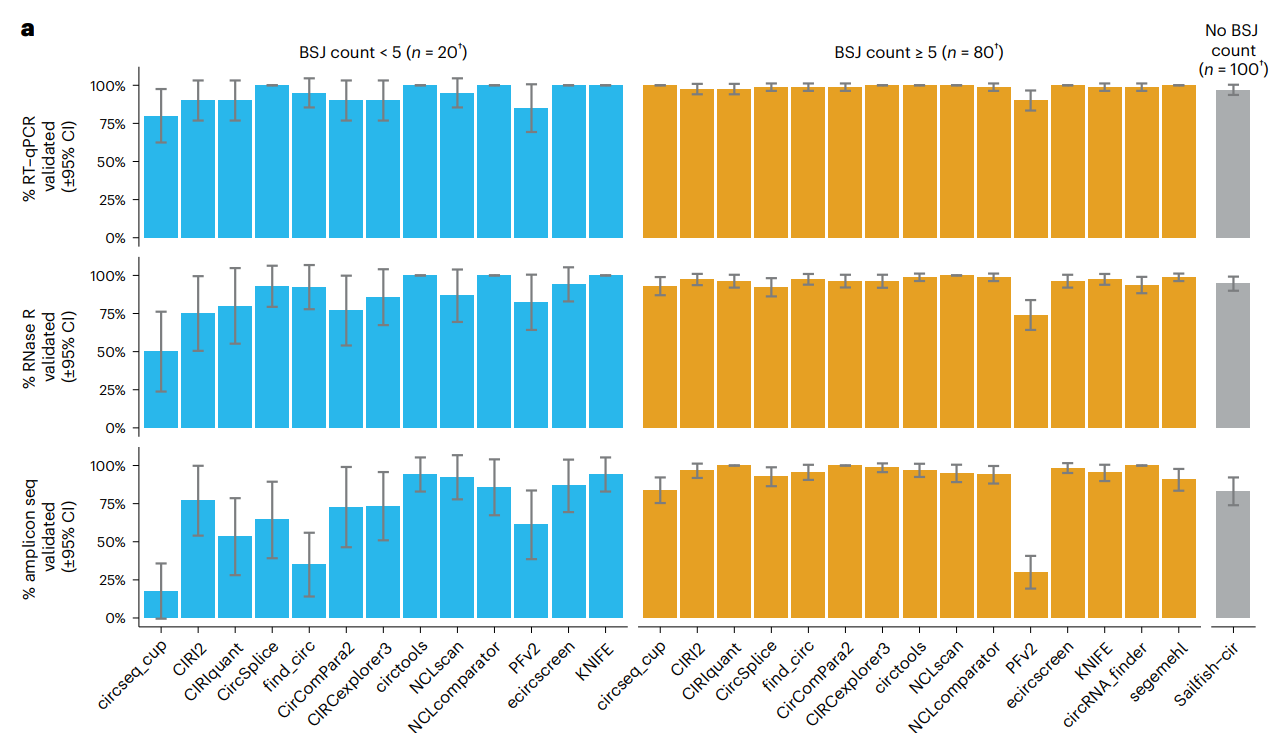 a
BSJ count < 5 (n = 20†)
BSJ count ≥ 5 (n = 80†)
No BSJ
count
(n = 100†)
% RT–qPCR
validated
(±95% CI)
100%
75%
50%
25%
0%
% RNase R
validated
(±95% CI)
100%
75%
50%
25%
0%
% amplicon seq
validated
(±95% CI)
100%
75%
50%
25%
0%
circseq_cup
CIRI2
CIRIquant
CircSplice
find_circ
CirComPara2
CIRCexplorer3
circtools
NCLscan
NCLcomparator
PFv2
ecircscreen
KNIFE
circseq_cup
CIRI2
CIRIquant
CircSplice
find_circ
CirComPara2
CIRCexplorer3
circtools
NCLscan
NCLcomparator
PFv2
ecircscreen
KNIFE
circRNA_finder
segemehl
Sailfish-cir